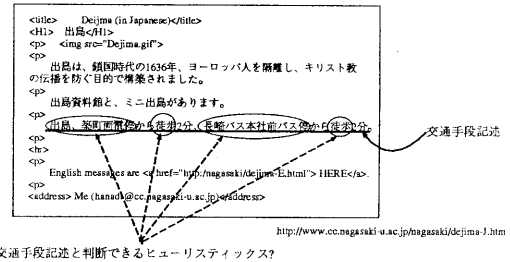 <title>    Deijma (in Japanese)</title>
<H1>  出島</H1>
<p>  <img src="Dejima.gif">
<p>
出島は、鎖国時代の1636年、ヨーロッパ人を隔離し、キリスト教
の伝播を防ぐ目的で構築されました。
<p>
出島資料館と、ミニ出島があります。
<p>
出島、築町電停から徒歩2分。長崎バス本社前バス停から徒歩2分。
交通手段記述
<p>
<hr>
<p>
English messages are <a href="http:/nagasaki/dejima-E.html"> HERE</a>.
<p>
<address> Me (hanada@cc.nagasaki-u.ac.jp)</address>
http://www.cc.nagasaki-u.ac.jp/nagasaki/dejima-J.htm
交通手段記述と判断できるヒューリスティックス?